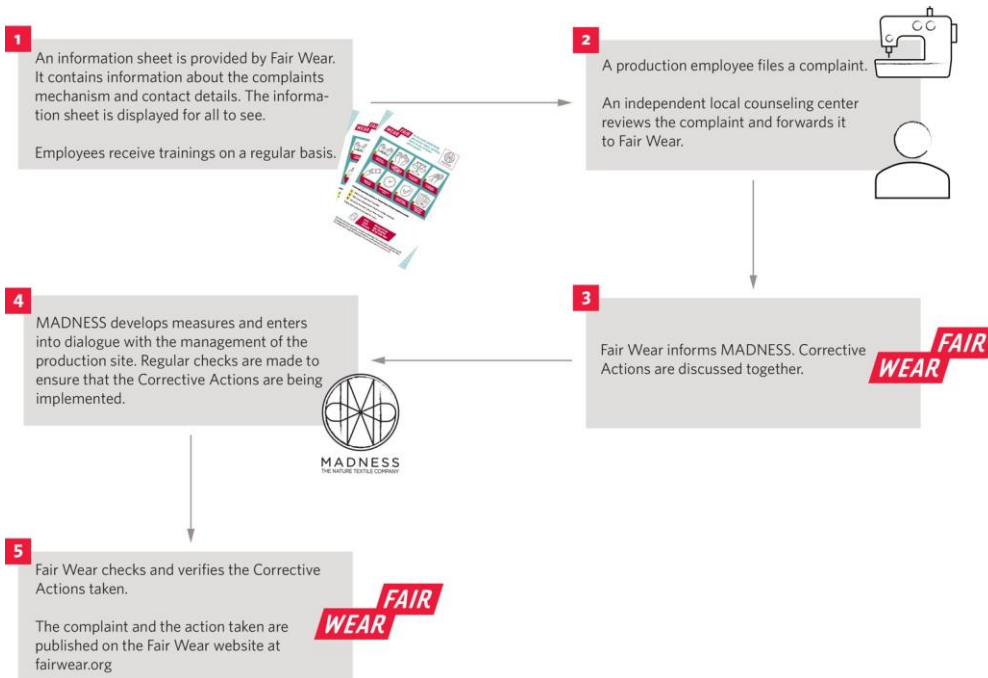 1
An information sheet is provided by Fair Wear.
It contains information about the complaints
mechanism and contact details. The informa-
tion sheet is displayed for all to see.
Employees receive trainings on a regular basis.
FAIR
WEAR
2
A production employee files a complaint.
An independent local counseling center
reviews the complaint and forwards it
to Fair Wear.
3
Fair Wear informs MADNESS. Corrective
Actions are discussed together.
FAIR
WEAR
4
MADNESS develops measures and enters
into dialogue with the management of the
production site. Regular checks are made to
ensure that the Corrective Actions are being
implemented.
MADNESS
THE NATURE TEXTILE COMPANY
5
Fair Wear checks and verifies the Corrective
Actions taken.
The complaint and the action taken are
published on the Fair Wear website at
fairwear.org
FAIR
WEAR